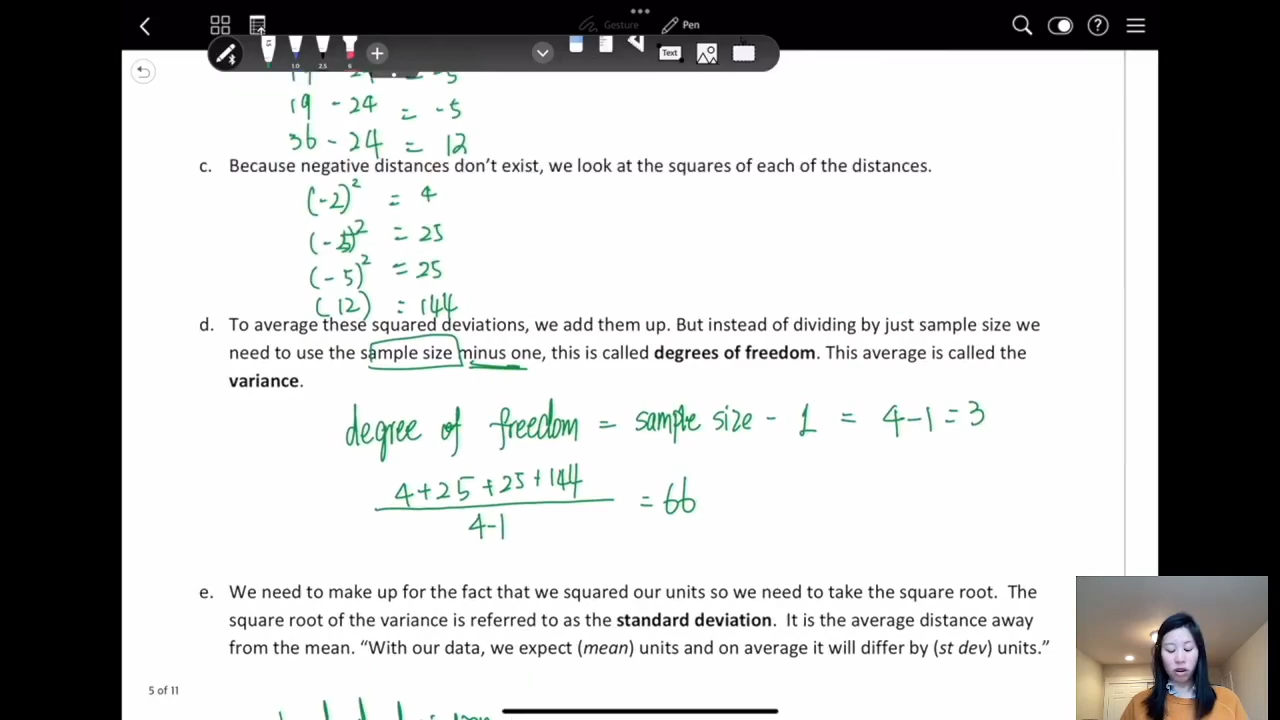 Gesture Pen
1.0 2.5 6 Text
= -5
19 - 24 = -5
36 - 24 = 12
c. Because negative distances don't exist, we look at the squares of each of the distances.
(-2)² = 4
(-5)² = 25
(-5)² = 25
(12) = 144
d. To average these squared deviations, we add them up. But instead of dividing by just sample size we
need to use the sample size minus one, this is called degrees of freedom. This average is called the
variance.
degree of freedom = sample size - 1 = 4-1 = 3
4+25+25+144
= 66
4-1
e. We need to make up for the fact that we squared our units so we need to take the square root. The
square root of the variance is referred to as the standard deviation. It is the average distance away
from the mean. "With our data, we expect (mean) units and on average it will differ by (st dev) units."
5 of 11